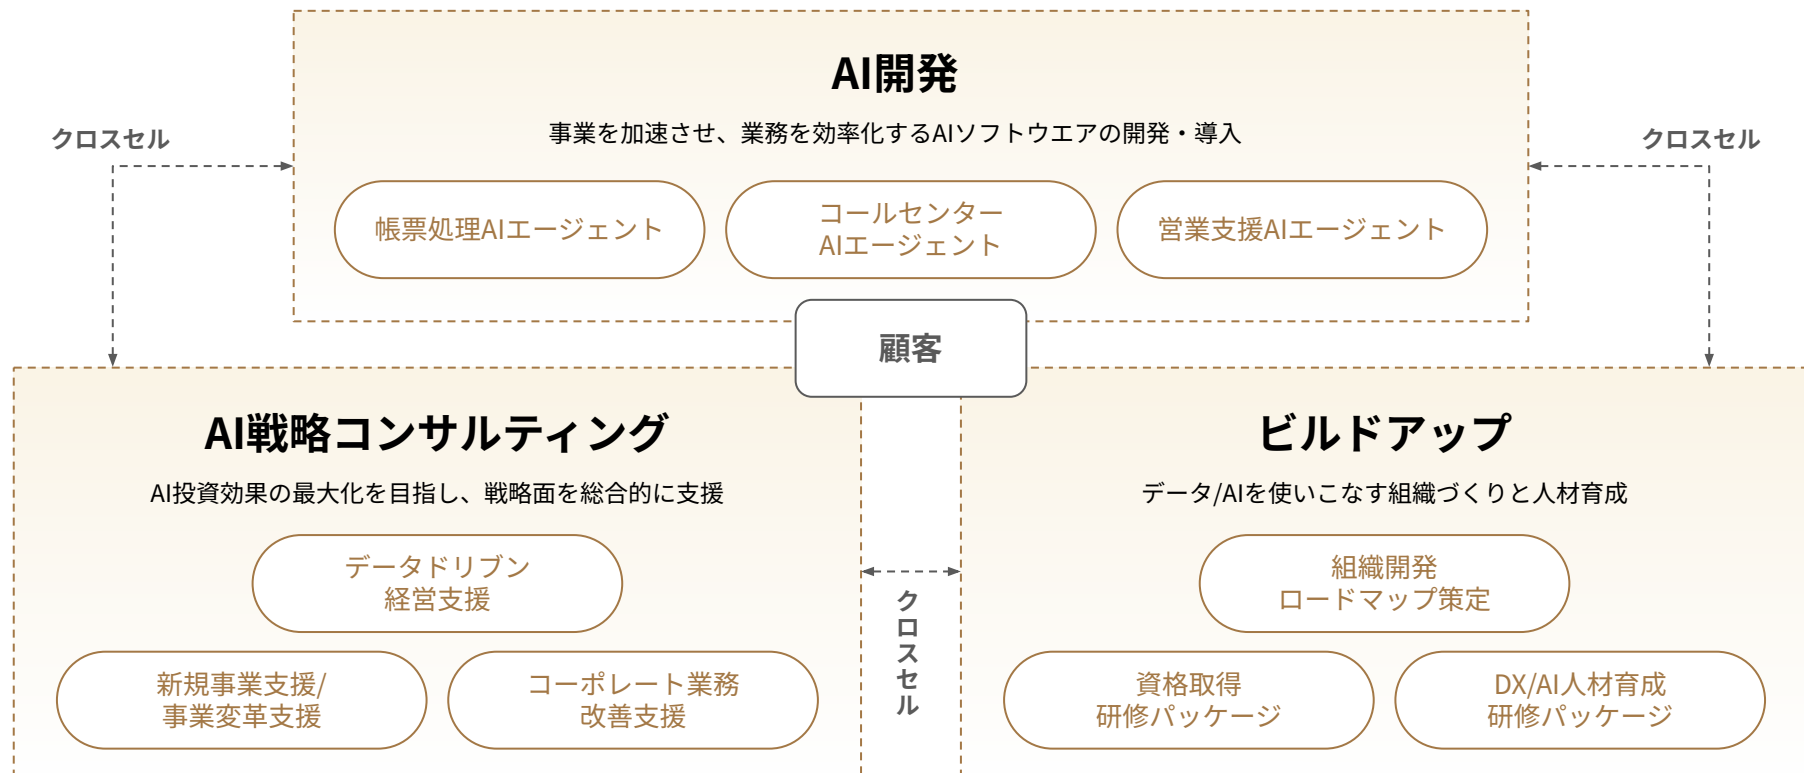 AI開発
事業を加速させ、業務を効率化するAIソフトウエアの開発・導入
クロスセル
クロスセル
帳票処理AIエージェント
コールセンター
AIエージェント
営業支援AIエージェント
顧客
AI戦略コンサルティング
AI投資効果の最大化を目指し、戦略面を総合的に支援
データドリブン
経営支援
新規事業支援/
事業変革支援
コーポレート業務
改善支援
クロスセル
ビルドアップ
データ/AIを使いこなす組織づくりと人材育成
組織開発
ロードマップ策定
資格取得
研修パッケージ
DX/AI人材育成
研修パッケージ